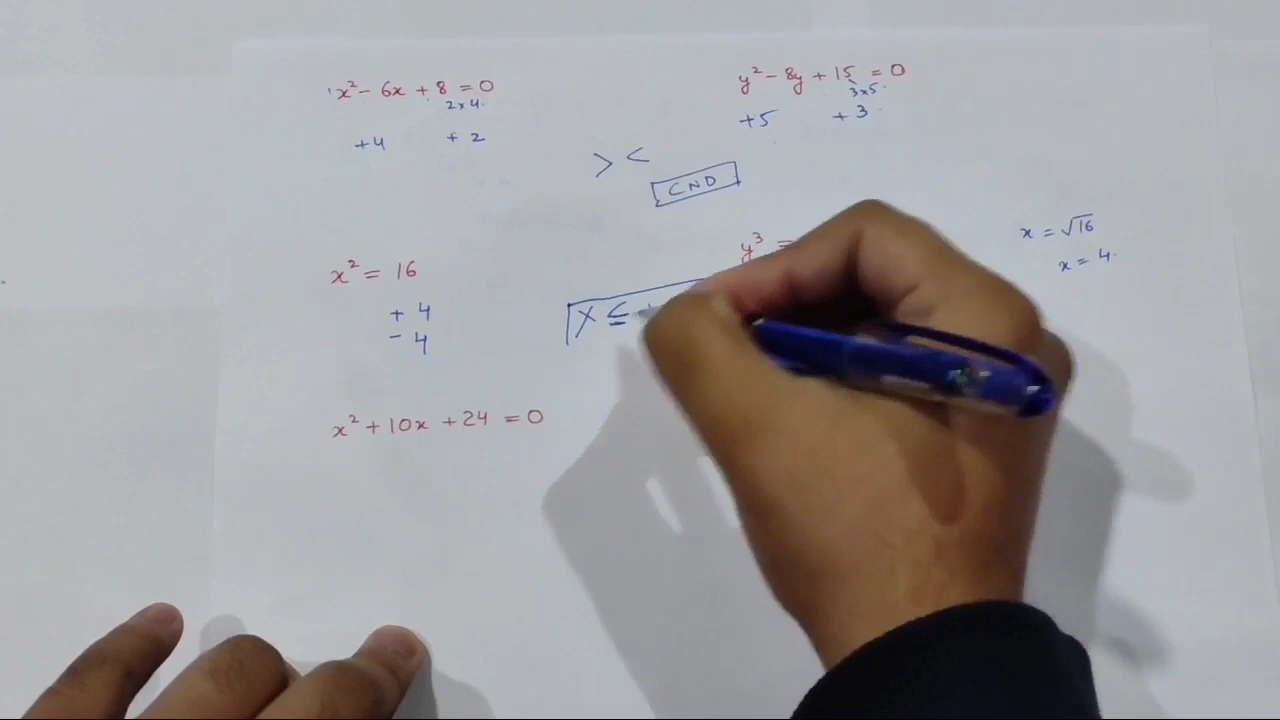 x² - 6x + 8 = 0
2 x 4
+4 +2
y² - 8y + 15 = 0
3 x 5
+5 +3
> <
CND
x² = 16
+ 4
- 4
y³ =
x = √16
x = 4
X ≤
x² + 10x + 24 = 0